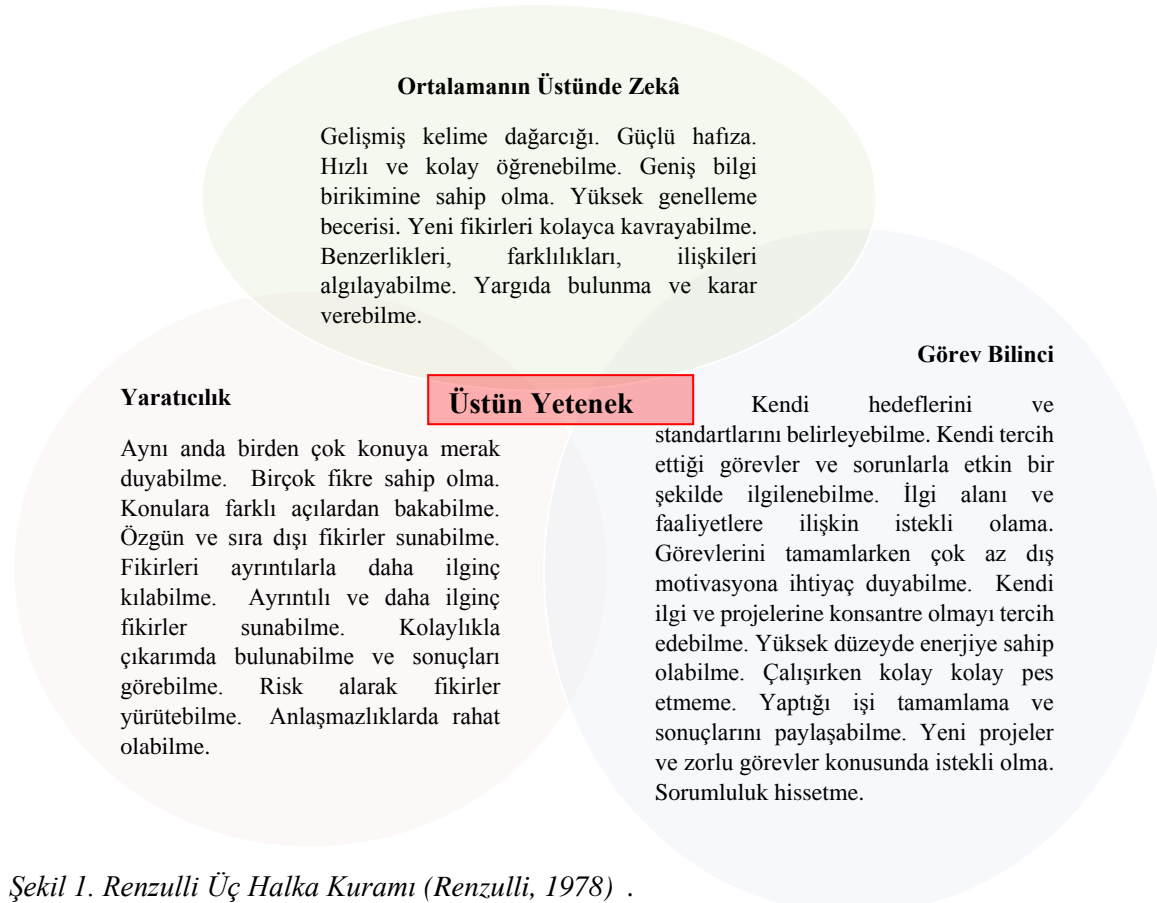 Ortalamanın Üstünde Zekâ
Gelişmiş kelime dağarcığı. Güçlü hafıza.
Hızlı ve kolay öğrenebilme. Geniş bilgi
birikimine sahip olma. Yüksek genelleme
becerisi. Yeni fikirleri kolayca kavrayabilme.
Benzerlikleri, farklılıkları, ilişkileri
algılayabilme. Yargıda bulunma ve karar
verebilme.
Üstün Yetenek
Yaratıcılık
Aynı anda birden çok konuya merak
duyabilme. Birçok fikre sahip olma.
Konulara farklı açılardan bakabilme.
Özgün ve sıra dışı fikirler sunabilme.
Fikirleri ayrıntılarla daha ilginç
kılabilme. Ayrıntılı ve daha ilginç
fikirler sunabilme. Kolaylıkla
çıkarımda bulunabilme ve sonuçları
görebilme. Risk alarak fikirler
yürütebilme. Anlaşmazlıklarda rahat
olabilme.
Görev Bilinci
Kendi hedeflerini ve
standartlarını belirleyebilme. Kendi tercih
ettiği görevler ve sorunlarla etkin bir
şekilde ilgilenebilme. İlgi alanı ve
faaliyetlere ilişkin istekli olama.
Görevlerini tamamlarken çok az dış
motivasyona ihtiyaç duyabilme. Kendi
ilgi ve projelerine konsantre olmayı tercih
edebilme. Yüksek düzeyde enerjiye sahip
olabilme. Çalışırken kolay kolay pes
etmeme. Yaptığı işi tamamlama ve
sonuçlarını paylaşabilme. Yeni projeler
ve zorlu görevler konusunda istekli olma.
Sorumluluk hissetme.
Şekil 1. Renzulli Üç Halka Kuramı (Renzulli, 1978) .